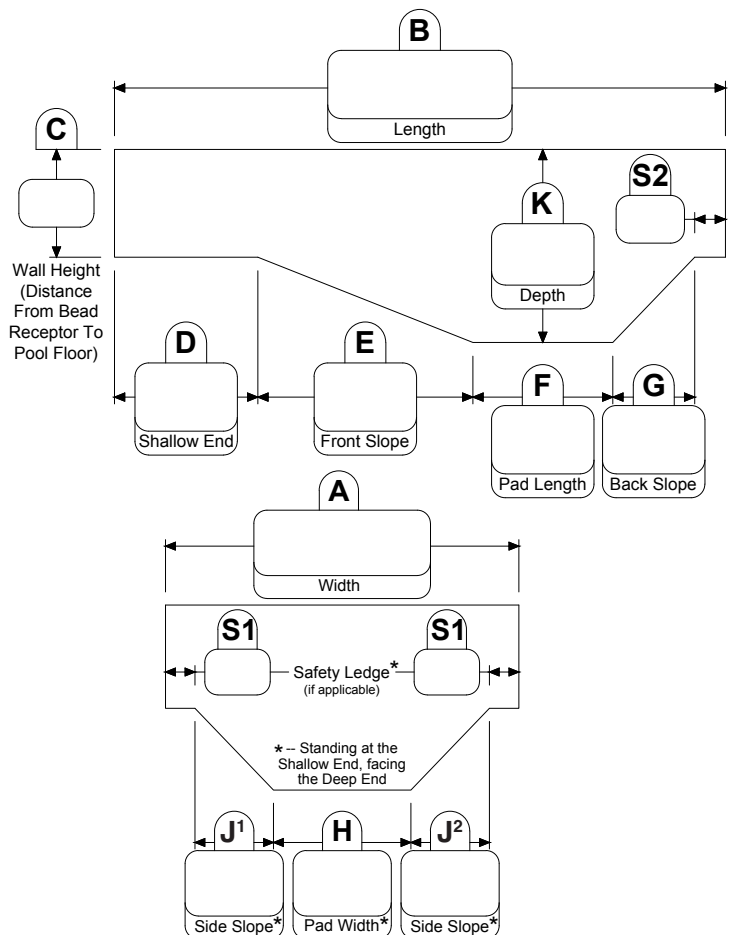 B
Length
C
S2
K
Depth
Wall Height
(Distance
From Bead
Receptor To
Pool Floor)
D
Shallow End
E
Front Slope
F
Pad Length
G
Back Slope
A
Width
S1
S1
Safety Ledge*
(if applicable)
* -- Standing at the
Shallow End, facing
the Deep End
J¹
Side Slope*
H
Pad Width*
J²
Side Slope*